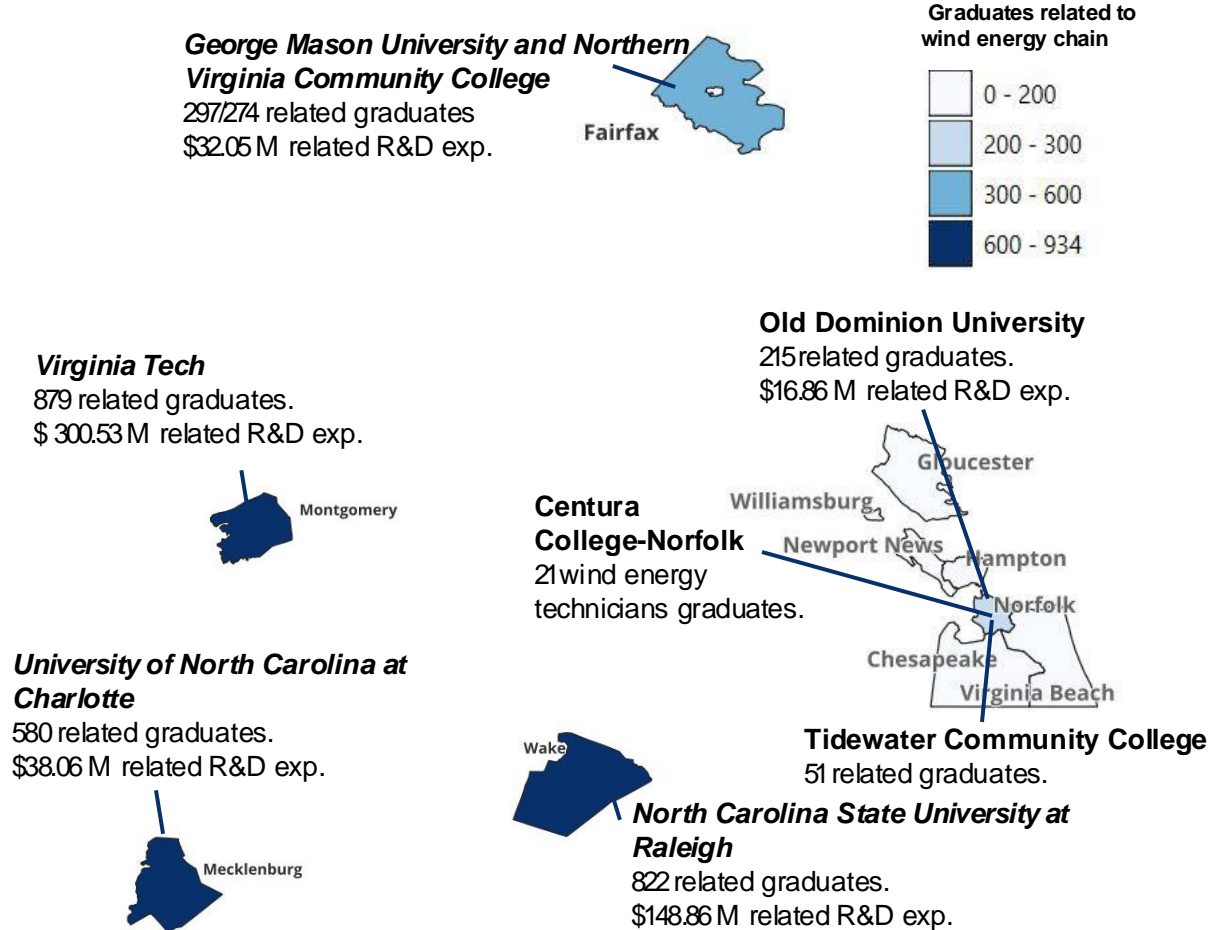 Graduates related to
wind energy chain
0 - 200
200 - 300
300 - 600
600 - 934
George Mason University and Northern
Virginia Community College
297/274 related graduates
$32.05 M related R&D exp.
Fairfax
Old Dominion University
215 related graduates.
$16.86 M related R&D exp.
Virginia Tech
879 related graduates.
$ 300.53 M related R&D exp.
Montgomery
Gloucester
Williamsburg
Newport News
Hampton
Norfolk
Chesapeake
Virginia Beach
Centura
College-Norfolk
21 wind energy
technicians graduates.
Tidewater Community College
51 related graduates.
University of North Carolina at
Charlotte
580 related graduates.
$38.06 M related R&D exp.
Mecklenburg
Wake
North Carolina State University at
Raleigh
822 related graduates.
$148.86 M related R&D exp.